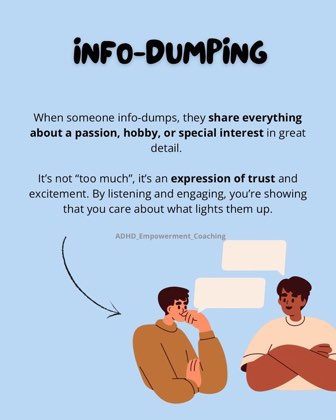 INFO-DUMPING
When someone info-dumps, they share everything
about a passion, hobby, or special interest in great
detail.
It's not “too much”, it's an expression of trust and
excitement. By listening and engaging, you're showing
that you care about what lights them up.
ADHD_Empowerment_Coaching